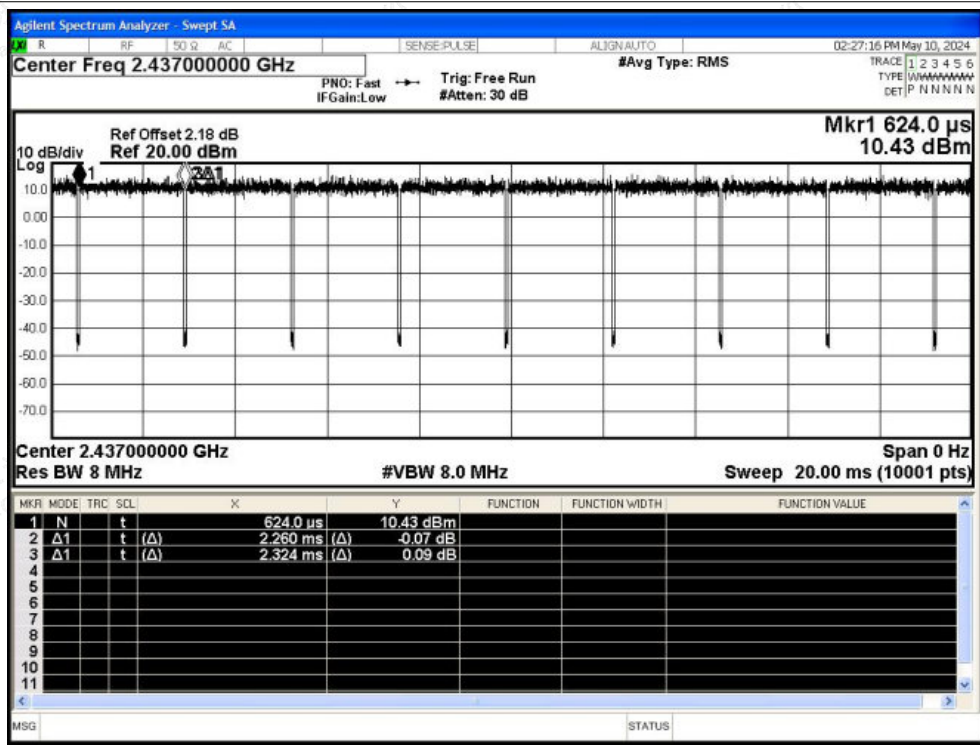 Agilent Spectrum Analyzer - Swept SA
LXI R RF 50 Ω AC SENSE:PULSE ALIGN AUTO 02:27:16 PM May 10, 2024
Center Freq 2.437000000 GHz #Avg Type: RMS TRACE 1 2 3 4 5 6
PNO: Fast Trig: Free Run TYPE WWWWWW
IFGain:Low #Atten: 30 dB DET P N N N N N
Ref Offset 2.18 dB Mkr1 624.0 µs
10 dB/div Ref 20.00 dBm 10.43 dBm
Log
1 3Δ1
10.0
0.00
-10.0
-20.0
-30.0
-40.0
-50.0
-60.0
-70.0
Center 2.437000000 GHz Span 0 Hz
Res BW 8 MHz #VBW 8.0 MHz Sweep 20.00 ms (10001 pts)
MKR MODE TRC SCL X Y FUNCTION FUNCTION WIDTH FUNCTION VALUE
1 N t 624.0 µs 10.43 dBm
2 Δ1 t (Δ) 2.260 ms (Δ) -0.07 dB
3 Δ1 t (Δ) 2.324 ms (Δ) 0.09 dB
4
5
6
7
8
9
10
11
MSG STATUS